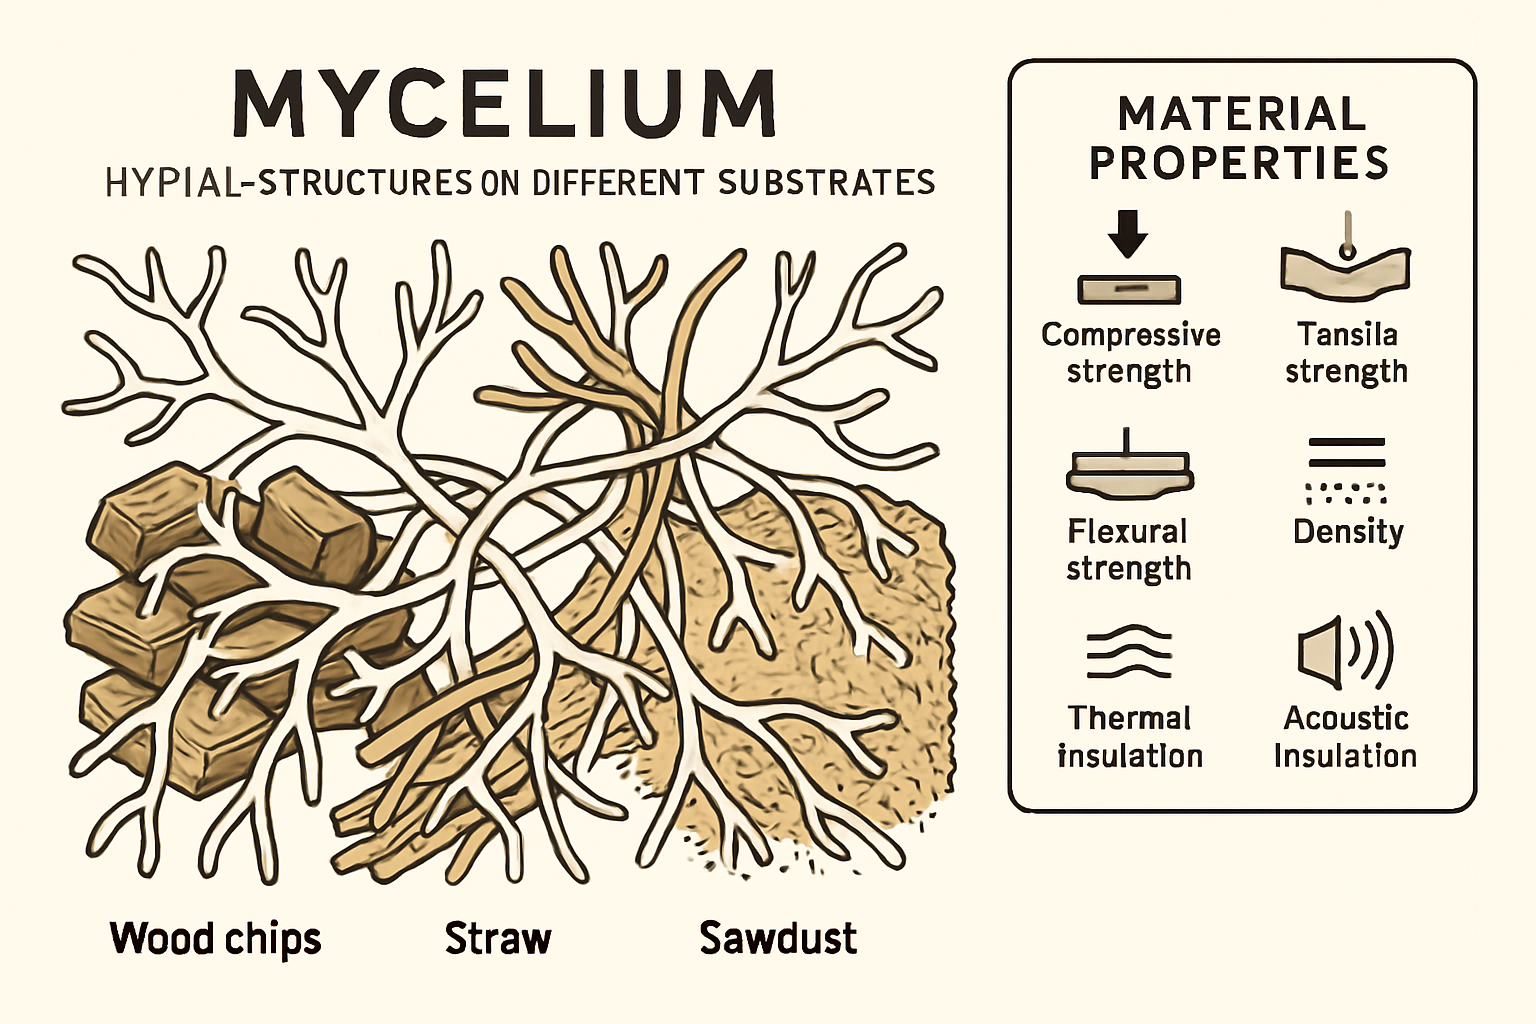 MYCELIUM
HYPIAL-STRUCTURES ON DIFFERENT SUBSTRATES
Wood chips
Straw
Sawdust
MATERIAL
PROPERTIES
Compressive
strength
Tansila
strength
Flexural
strength
Density
Thermal
insulation
Acoustic
Insulation